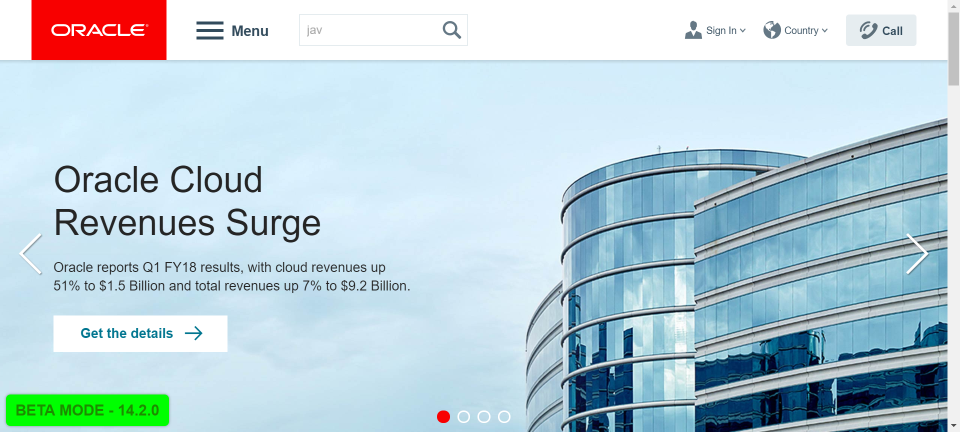 ORACLE
Menu
jav
Sign In
Country
Call
Oracle Cloud
Revenues Surge
Oracle reports Q1 FY18 results, with cloud revenues up
51% to $1.5 Billion and total revenues up 7% to $9.2 Billion.
Get the details
BETA MODE - 14.2.0